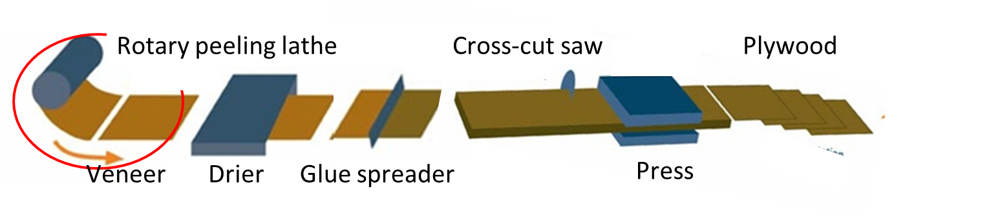 Rotary peeling lathe
Cross-cut saw
Plywood
Veneer
Drier
Glue spreader
Press